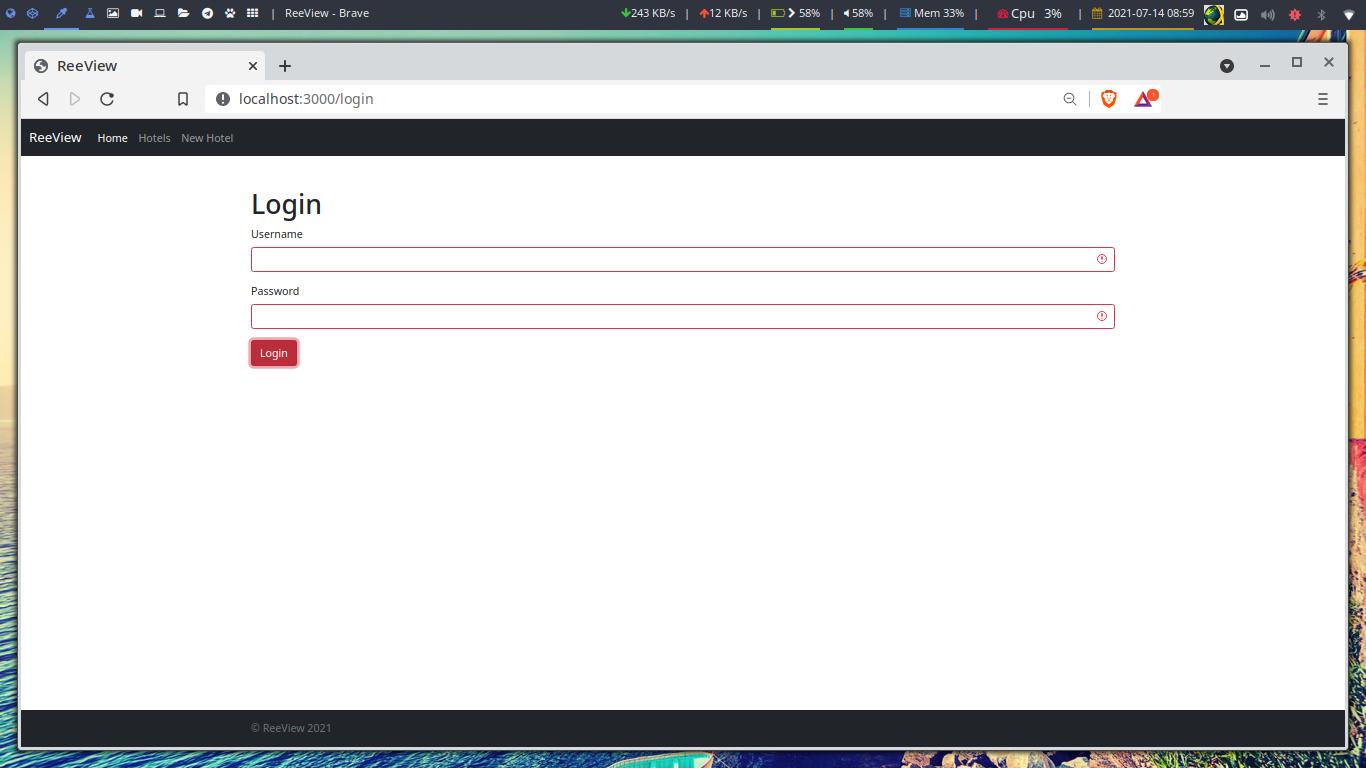 | ReeView - Brave 243 KB/s | 12 KB/s | 58% | 58% | Mem 33% | Cpu 3% | 2021-07-14 08:59
ReeView
localhost:3000/login
1
ReeView Home Hotels New Hotel
Login
Username
Password
Login
© ReeView 2021